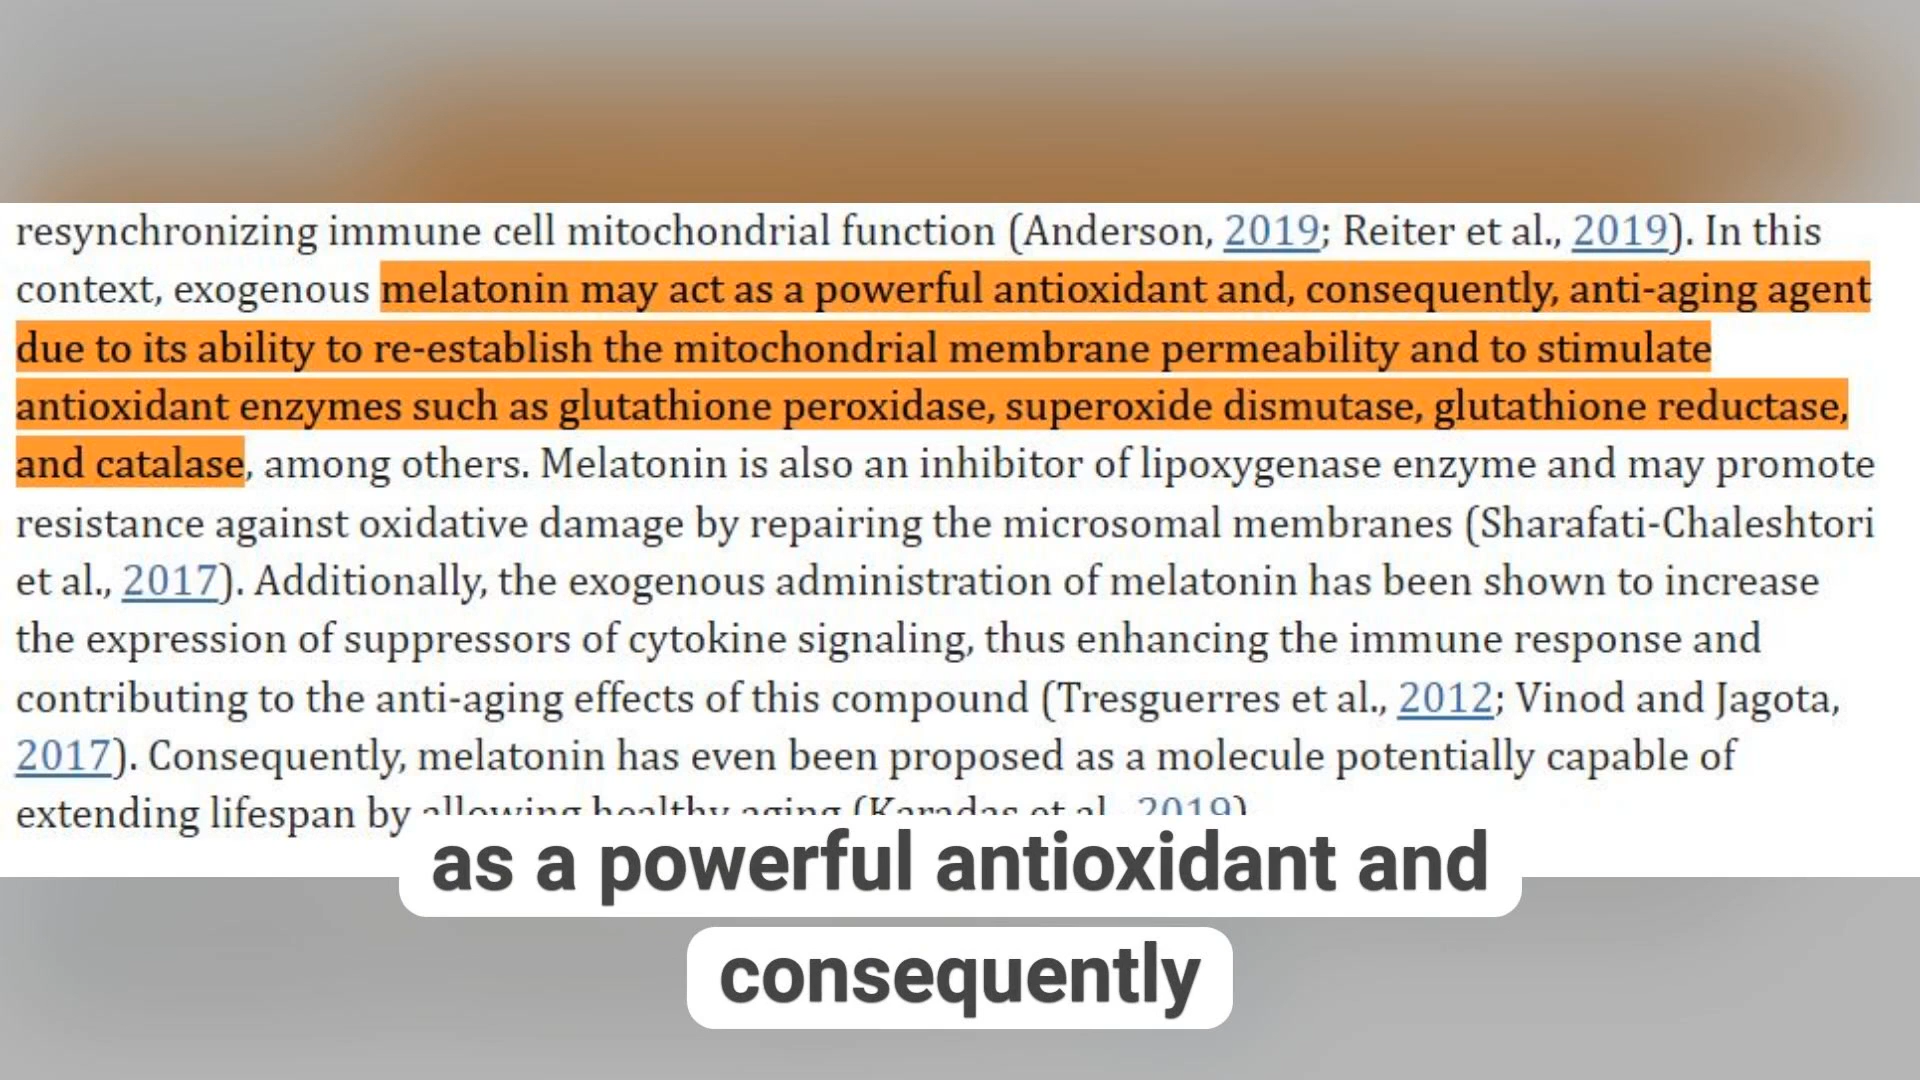 resynchronizing immune cell mitochondrial function (Anderson, 2019; Reiter et al., 2019). In this
context, exogenous melatonin may act as a powerful antioxidant and, consequently, anti-aging agent
due to its ability to re-establish the mitochondrial membrane permeability and to stimulate
antioxidant enzymes such as glutathione peroxidase, superoxide dismutase, glutathione reductase,
and catalase, among others. Melatonin is also an inhibitor of lipoxygenase enzyme and may promote
resistance against oxidative damage by repairing the microsomal membranes (Sharafati-Chaleshtori
et al., 2017). Additionally, the exogenous administration of melatonin has been shown to increase
the expression of suppressors of cytokine signaling, thus enhancing the immune response and
contributing to the anti-aging effects of this compound (Tresguerres et al., 2012; Vinod and Jagota,
2017). Consequently, melatonin has even been proposed as a molecule potentially capable of
extending lifespan by allowing healthy aging (Karadas et al., 2019)
as a powerful antioxidant and
consequently